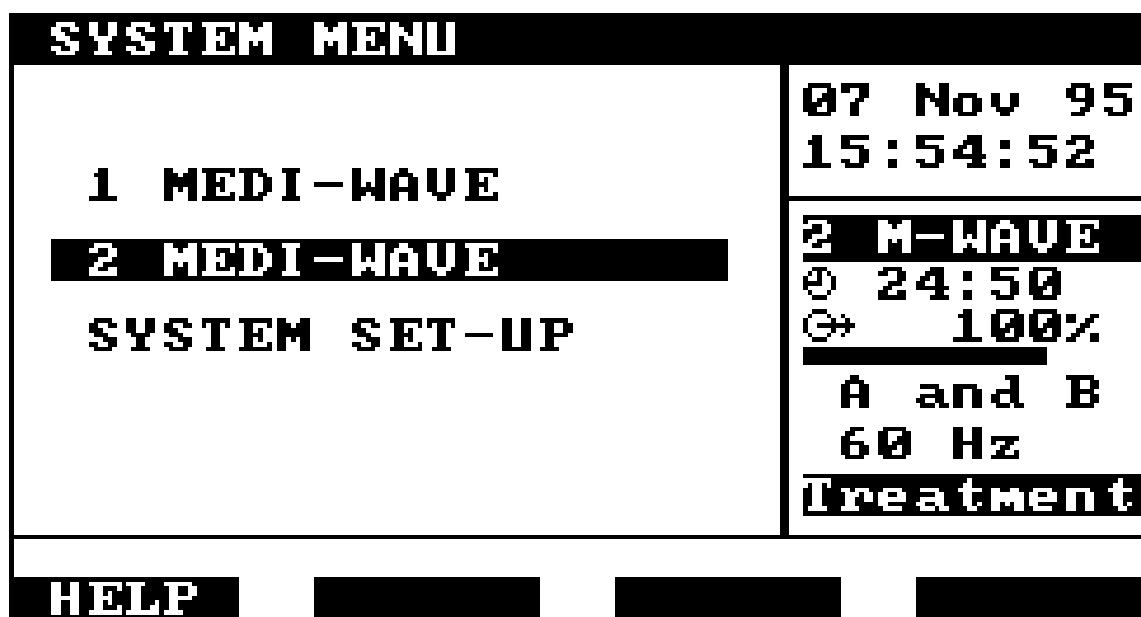 SYSTEM MENU
1 MEDI-WAVE
2 MEDI-WAVE
SYSTEM SET-UP
07 Nov 95
15:54:52
2 M-WAVE
24:50
100%
A and B
60 Hz
Treatment
HELP